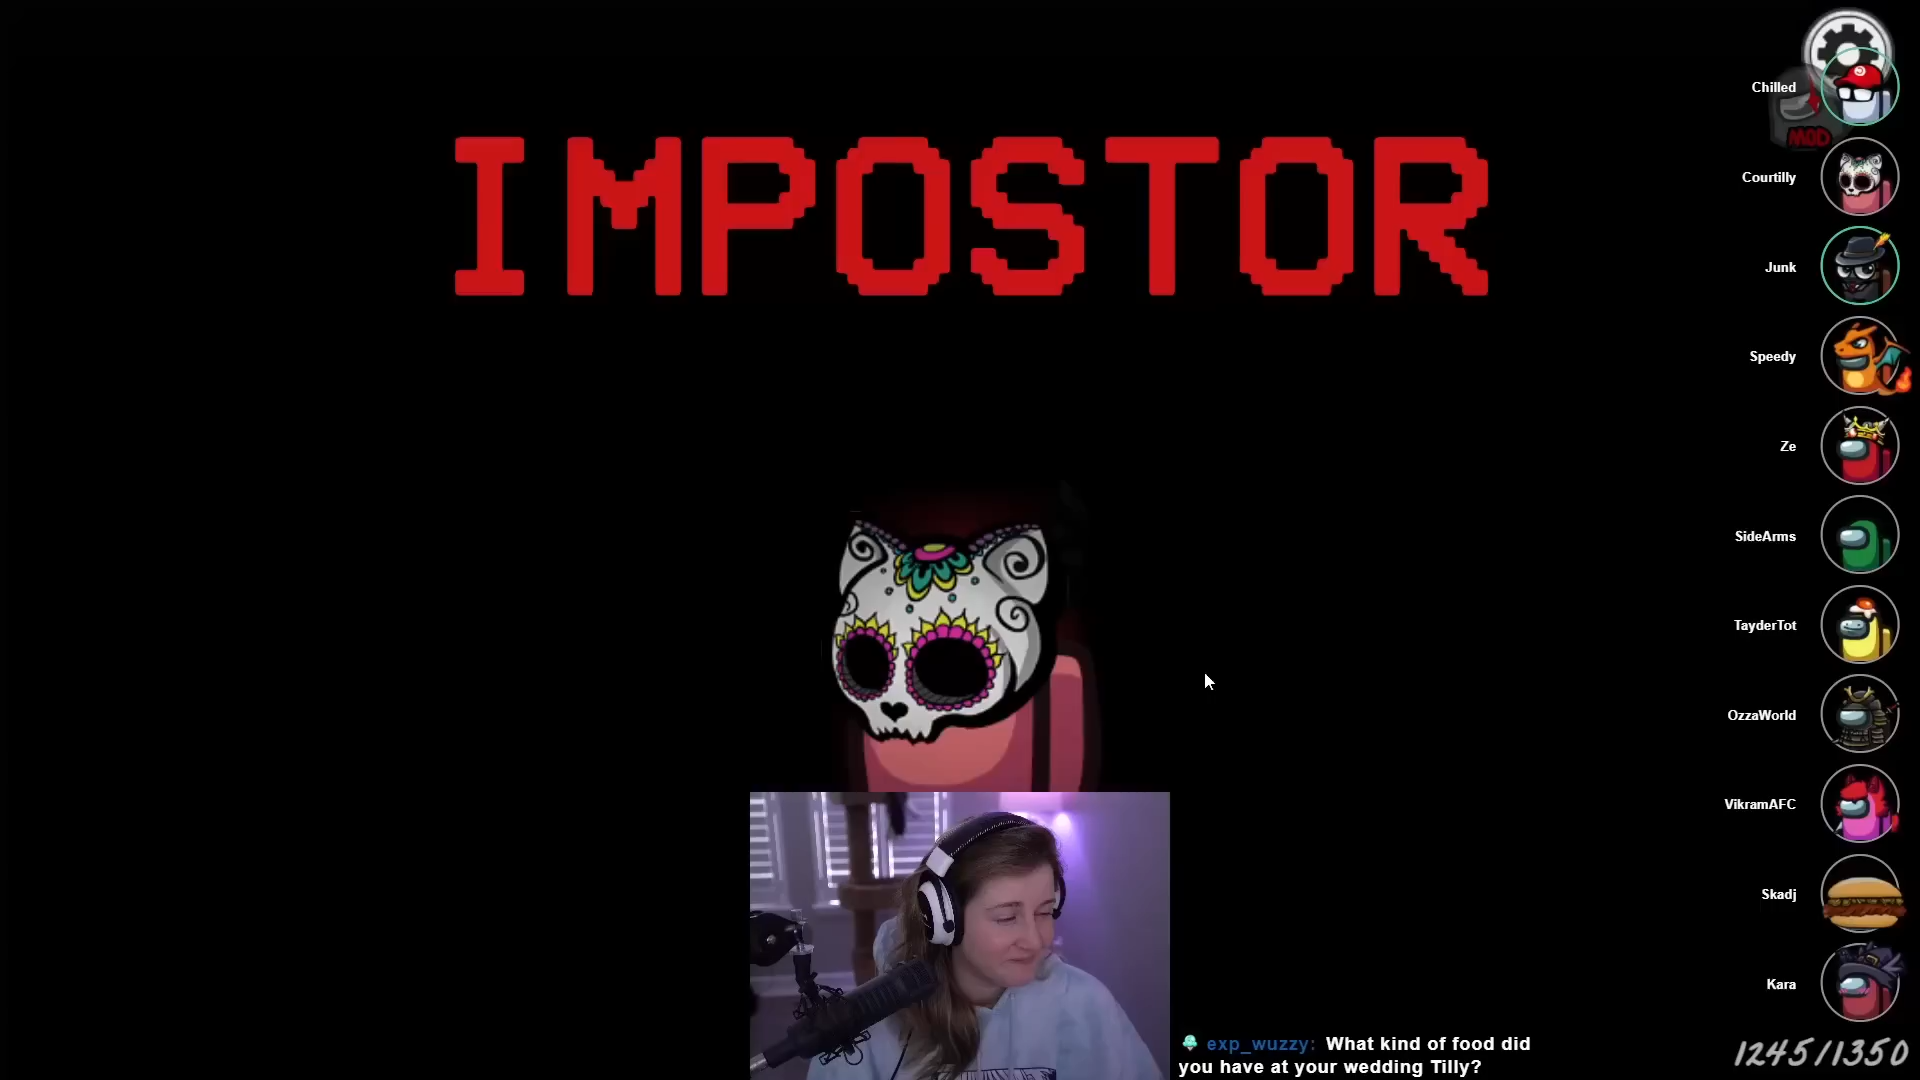 IMPOSTOR
Chilled
MOD
Courtilly
Junk
Speedy
Ze
SideArms
TayderTot
OzzaWorld
VikramAFC
Skadj
Kara
1245/1350
exp_wuzzy: What kind of food did
you have at your wedding Tilly?